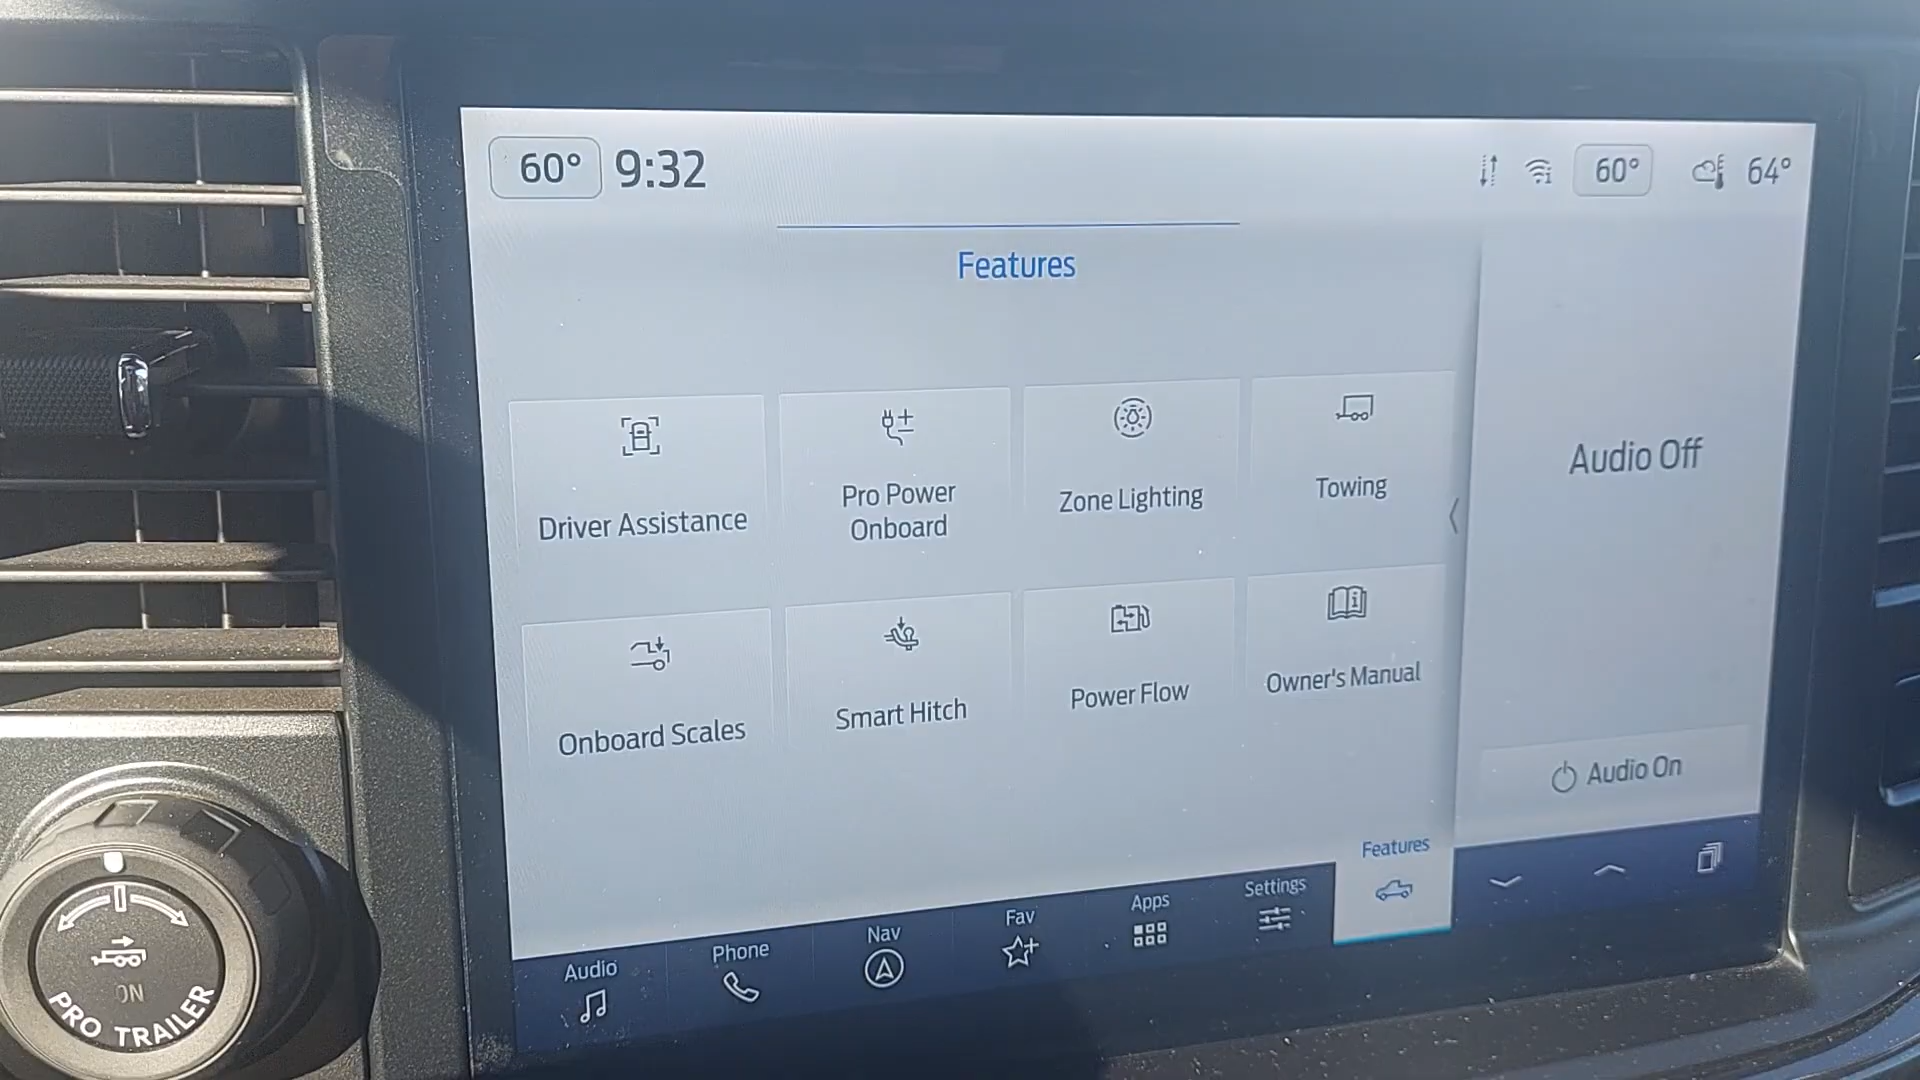 60° 9:32
60° 64°
Features
Driver Assistance
Pro Power
Onboard
Zone Lighting
Towing
Audio Off
Onboard Scales
Smart Hitch
Power Flow
Owner's Manual
Audio On
Audio
Phone
Nav
Fav
Apps
Settings
Features
ON
PRO TRAILER